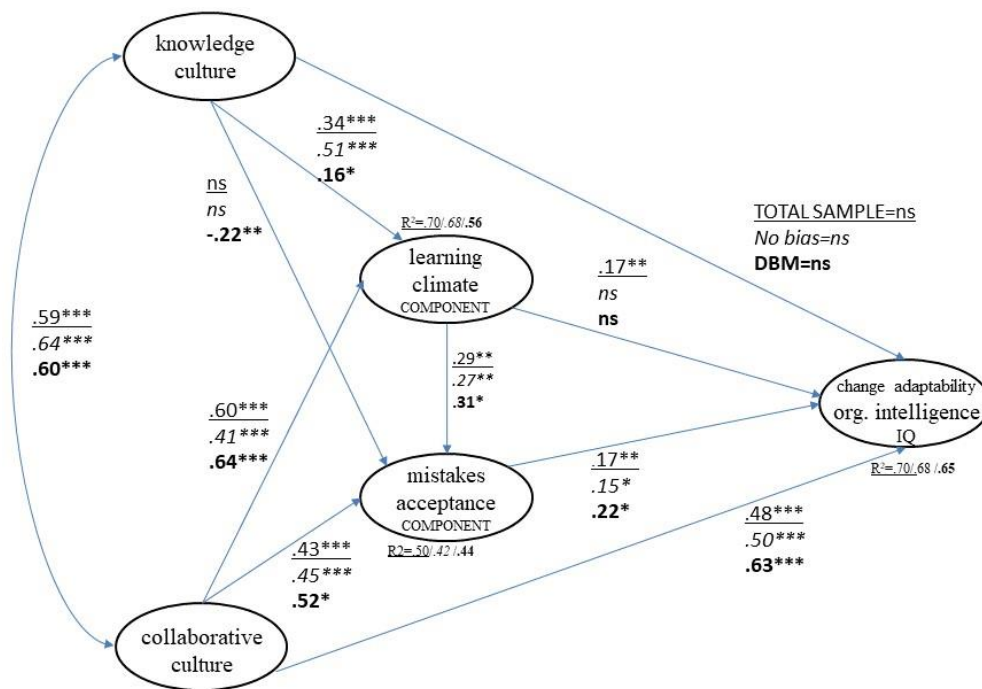 knowledge
culture
.34***
.51***
.16*
ns
ns
-.22**
R²=.70/.68/.56
learning
climate
COMPONENT
TOTAL SAMPLE=ns
No bias=ns
DBM=ns
.17**
ns
ns
.59***
.64***
.60***
.29**
.27**
.31*
change adaptability
org. intelligence
IQ
R²=.70/.68 /.65
.60***
.41***
.64***
mistakes
acceptance
COMPONENT
R2=.50/.42 /.44
.17**
.15*
.22*
.48***
.50***
.63***
.43***
.45***
.52*
collaborative
culture